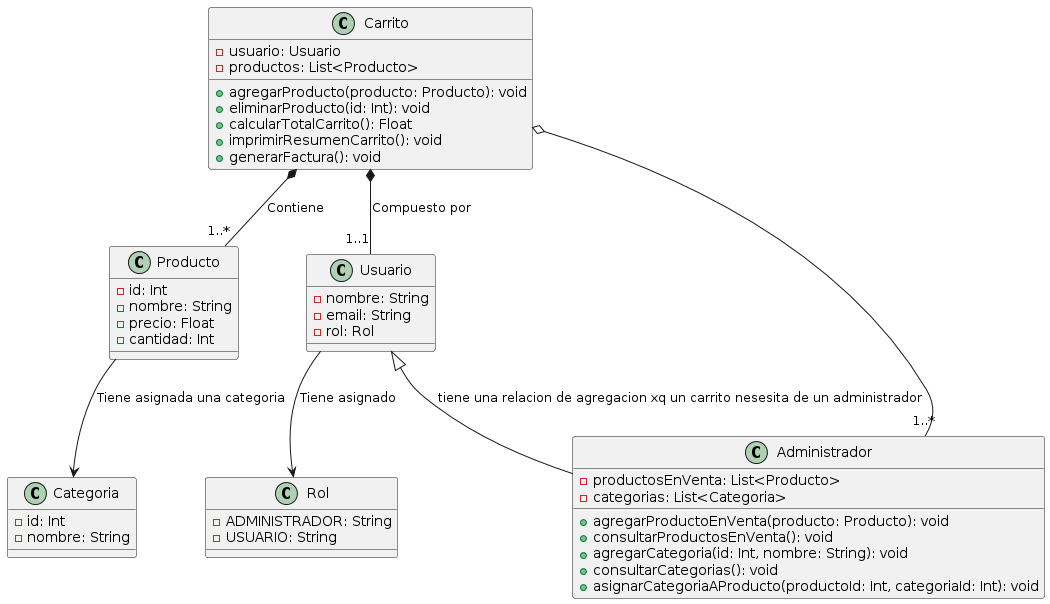 C Carrito
usuario: Usuario
productos: List<Producto>
agregarProducto(producto: Producto): void
eliminarProducto(id: Int): void
calcularTotalCarrito(): Float
imprimirResumenCarrito(): void
generarFactura(): void
Contiene
Compuesto por
1..*
1..1
C Producto
id: Int
nombre: String
precio: Float
cantidad: Int
C Usuario
nombre: String
email: String
rol: Rol
Tiene asignada una categoria
Tiene asignado
tiene una relacion de agregacion xq un carrito nesesita de un administrador
1..*
C Categoria
id: Int
nombre: String
C Rol
ADMINISTRADOR: String
USUARIO: String
C Administrador
productosEnVenta: List<Producto>
categorias: List<Categoria>
agregarProductoEnVenta(producto: Producto): void
consultarProductosEnVenta(): void
agregarCategoria(id: Int, nombre: String): void
consultarCategorias(): void
asignarCategoriaAProducto(productoId: Int, categoriaId: Int): void